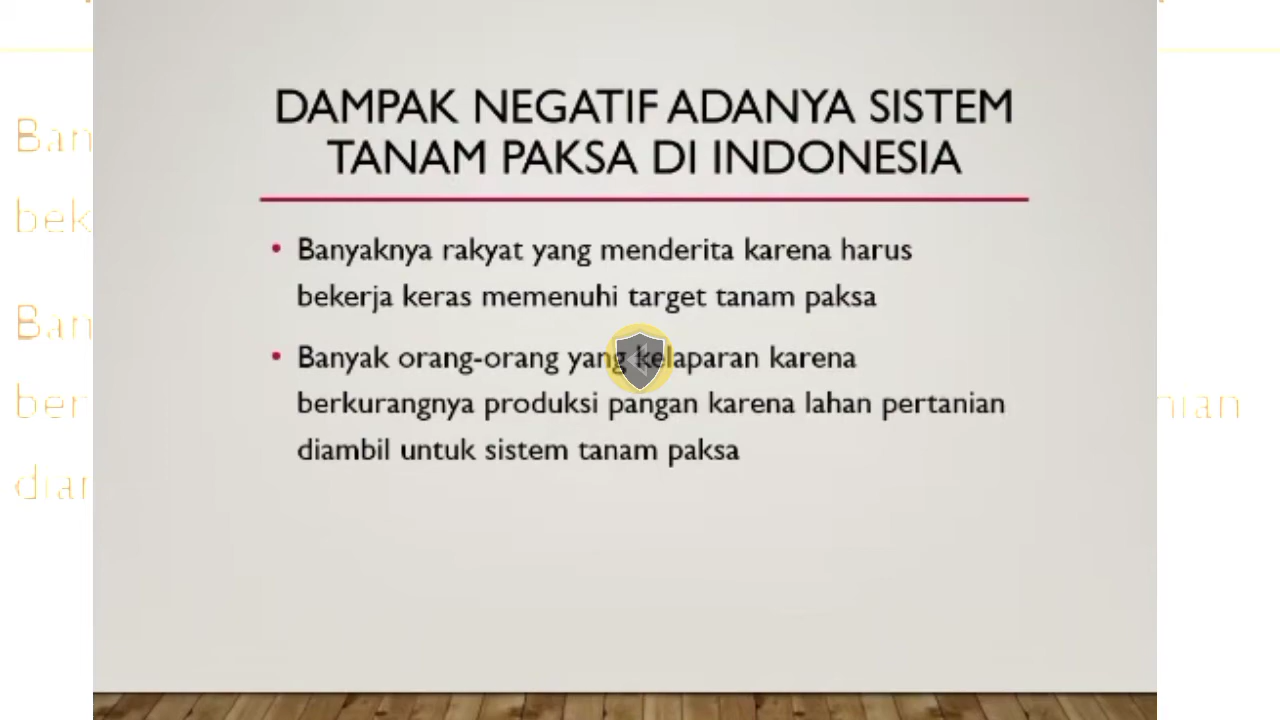 DAMPAK NEGATIF ADANYA SISTEM
TANAM PAKSA DI INDONESIA
• Banyaknya rakyat yang menderita karena harus
bekerja keras memenuhi target tanam paksa
• Banyak orang-orang yang kelaparan karena
berkurangnya produksi pangan karena lahan pertanian
diambil untuk sistem tanam paksa